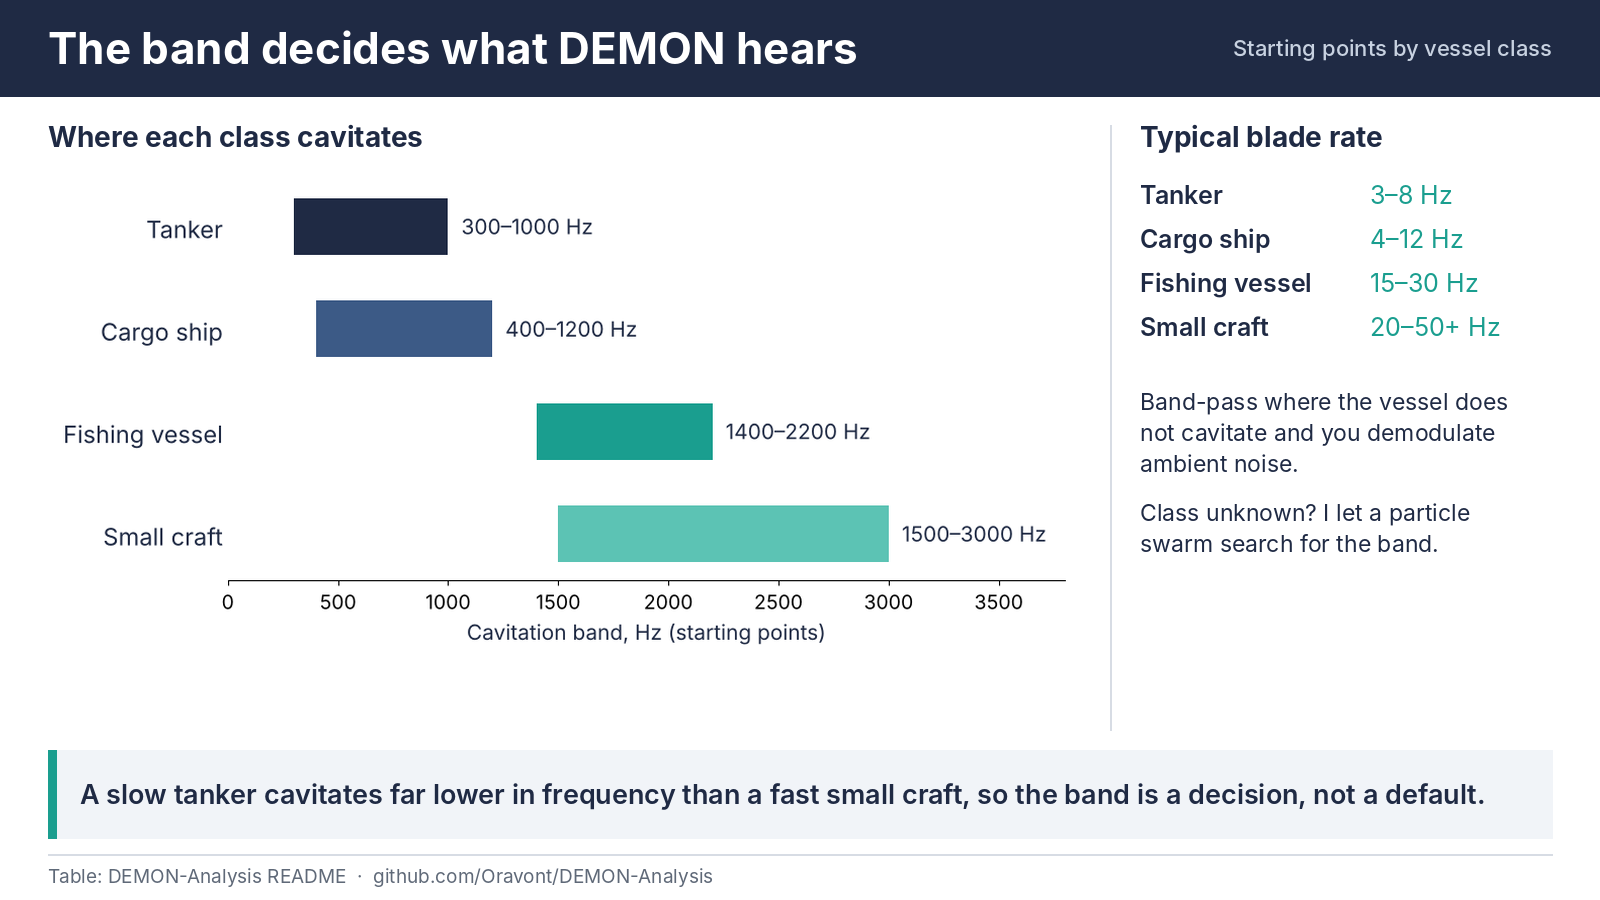 The band decides what DEMON hears
Starting points by vessel class
Where each class cavitates
Tanker
300–1000 Hz
Cargo ship
400–1200 Hz
Fishing vessel
1400–2200 Hz
Small craft
1500–3000 Hz
0 500 1000 1500 2000 2500 3000 3500
Cavitation band, Hz (starting points)
Typical blade rate
Tanker 3–8 Hz
Cargo ship 4–12 Hz
Fishing vessel 15–30 Hz
Small craft 20–50+ Hz
Band-pass where the vessel does
not cavitate and you demodulate
ambient noise.
Class unknown? I let a particle
swarm search for the band.
A slow tanker cavitates far lower in frequency than a fast small craft, so the band is a decision, not a default.
Table: DEMON-Analysis README · github.com/Oravont/DEMON-Analysis